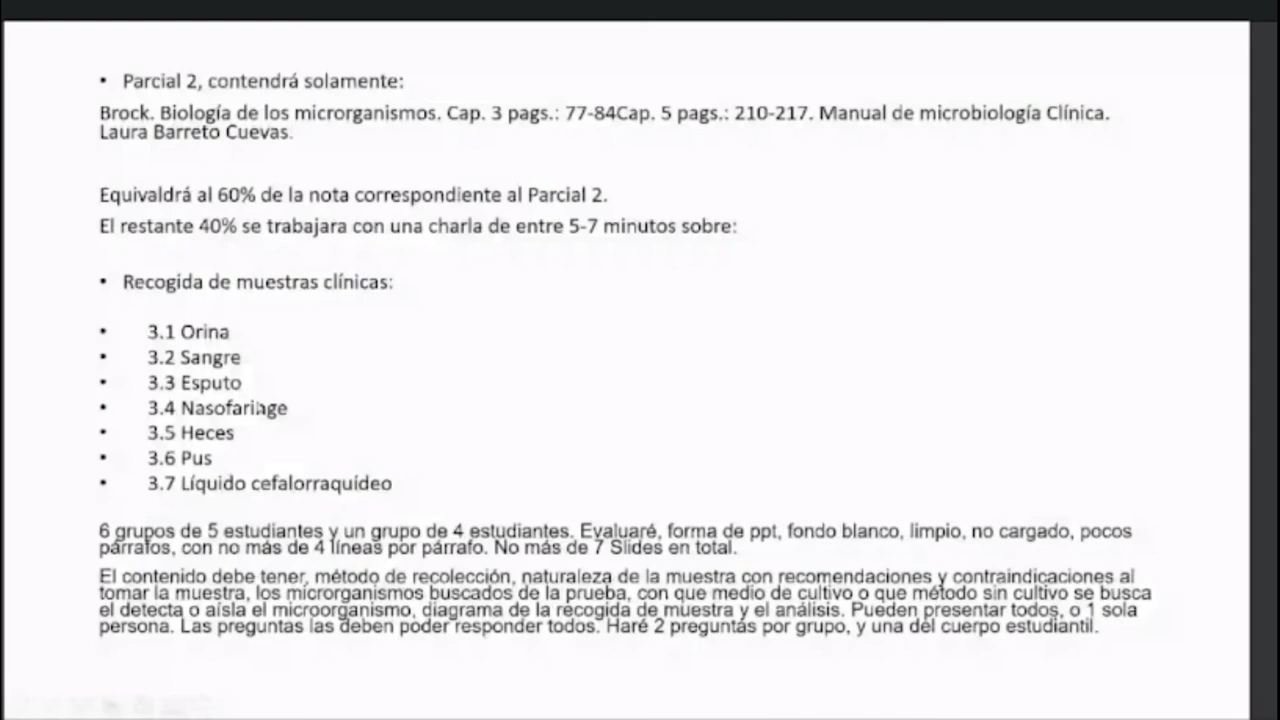 • Parcial 2, contendrá solamente:
Brock. Biología de los microrganismos. Cap. 3 pags.: 77-84Cap. 5 pags.: 210-217. Manual de microbiología Clínica.
Laura Barreto Cuevas.
Equivaldrá al 60% de la nota correspondiente al Parcial 2.
El restante 40% se trabajara con una charla de entre 5-7 minutos sobre:
• Recogida de muestras clínicas:
• 3.1 Orina
• 3.2 Sangre
• 3.3 Esputo
• 3.4 Nasofaringe
• 3.5 Heces
• 3.6 Pus
• 3.7 Líquido cefalorraquídeo
6 grupos de 5 estudiantes y un grupo de 4 estudiantes. Evaluaré, forma de ppt, fondo blanco, limpio, no cargado, pocos
párrafos, con no más de 4 líneas por párrafo. No más de 7 Slides en total.
El contenido debe tener, método de recolección, naturaleza de la muestra con recomendaciones y contraindicaciones al
tomar la muestra, los microrganismos buscados de la prueba, con que medio de cultivo o que método sin cultivo se busca
el detecta o aísla el microorganismo, diagrama de la recogida de muestra y el análisis. Pueden presentar todos, o 1 sola
persona. Las preguntas las deben poder responder todos. Haré 2 preguntas por grupo, y una del cuerpo estudiantil.